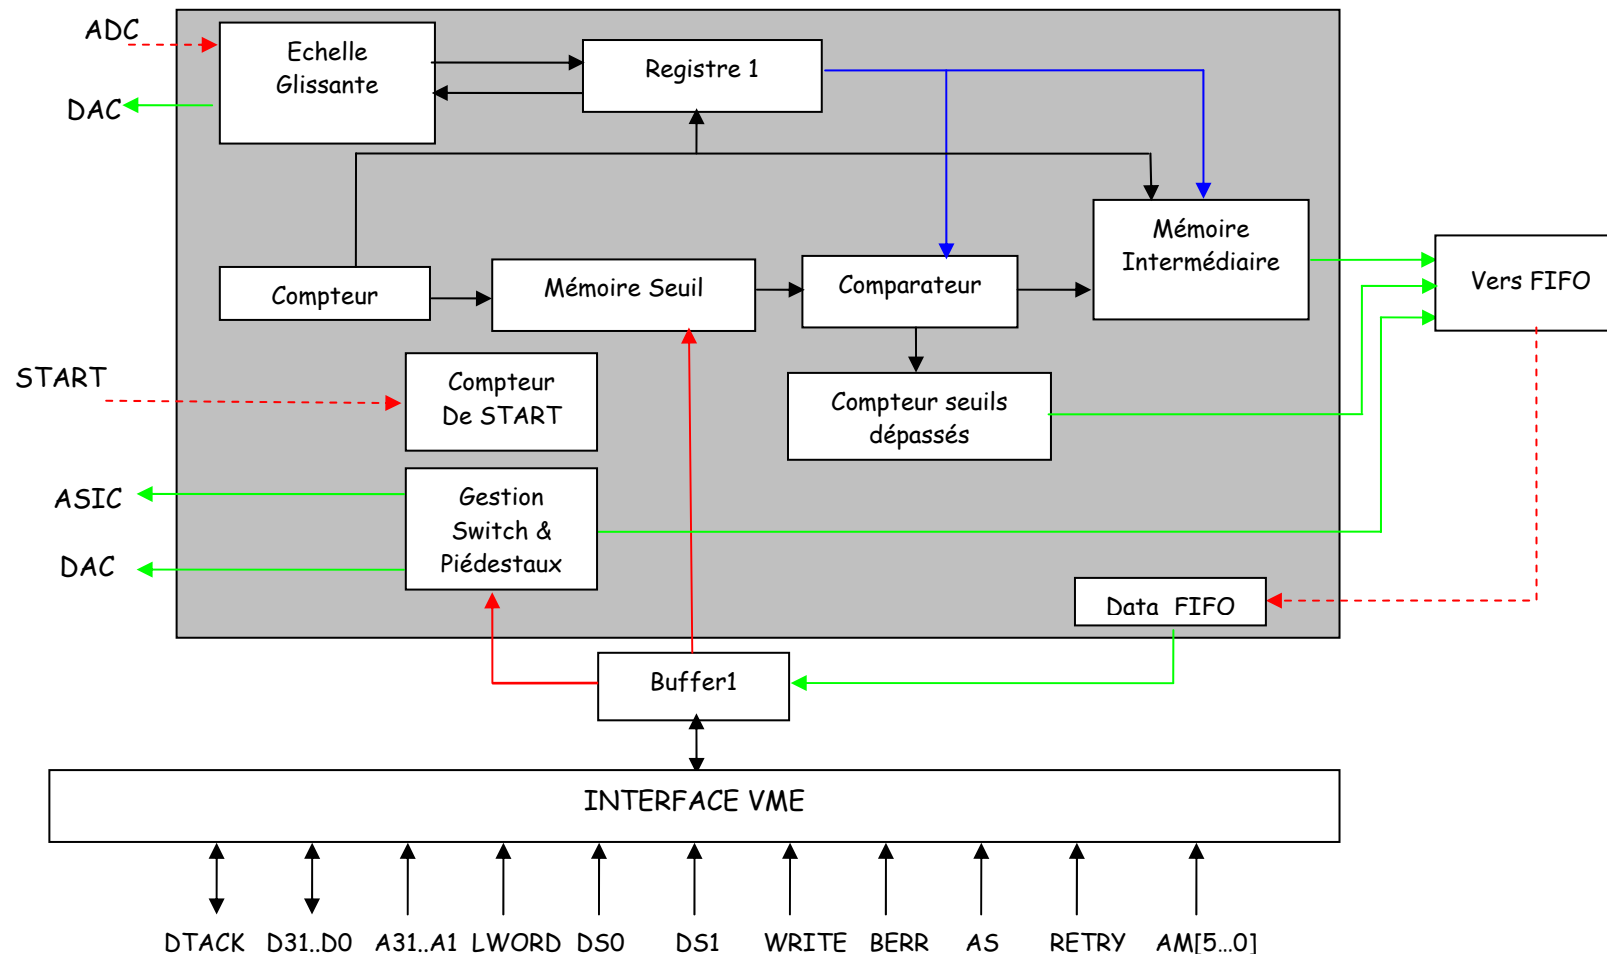 ADC
Echelle
Glissante
Registre 1
DAC
Mémoire
Intermédiaire
Compteur
Mémoire Seuil
Comparateur
Vers FIFO
START
Compteur
De START
Compteur seuils
dépassés
ASIC
Gestion
Switch &
Piédestaux
DAC
Data FIFO
Buffer1
INTERFACE VME
DTACK D31..D0 A31..A1 LWORD DS0 DS1 WRITE BERR AS RETRY AM[5...0]